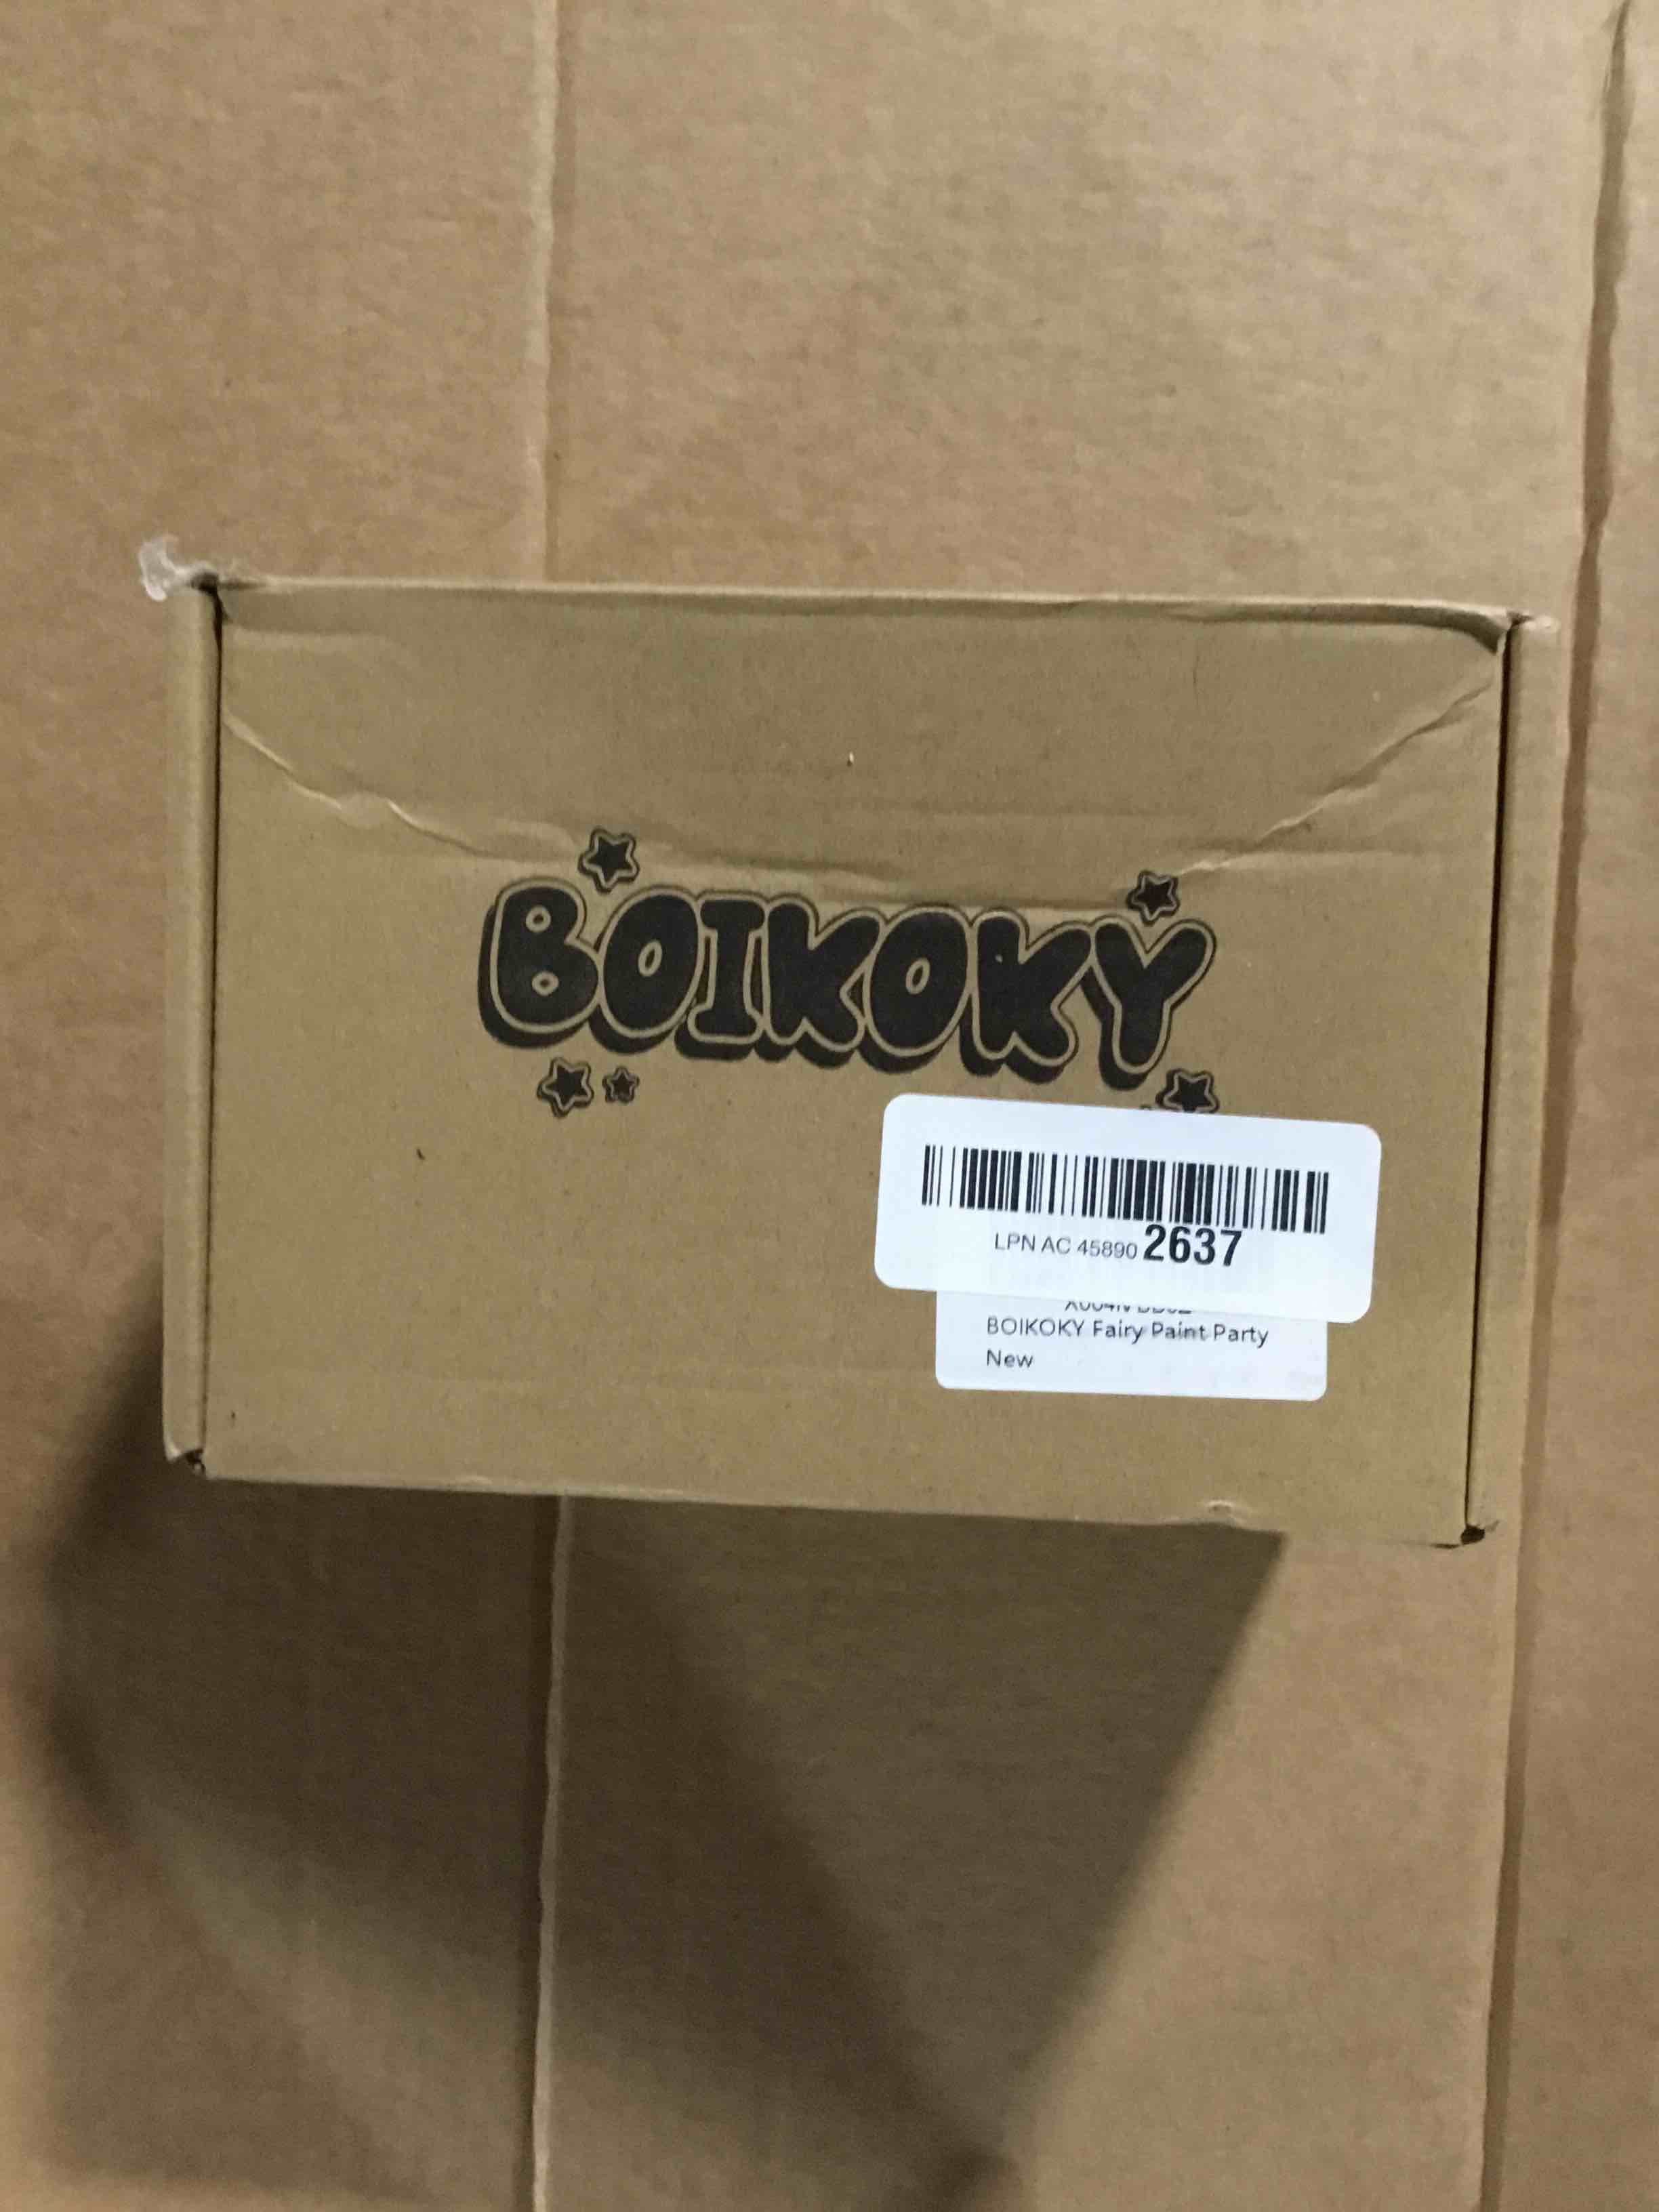 BOIKOKY
LPN AC 45890 2637
BOIKOKY Fairy Paint Party
New